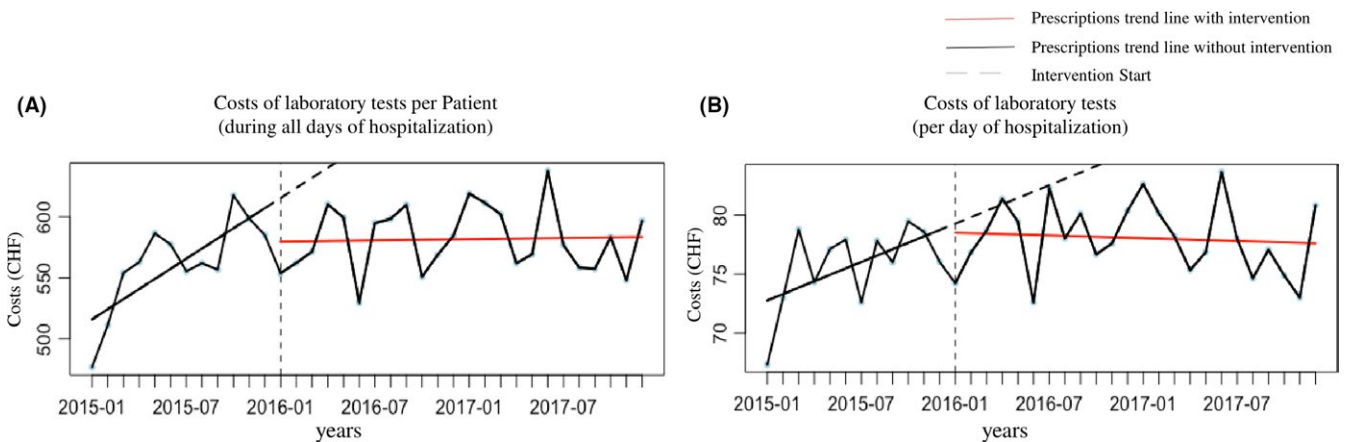 Prescriptions trend line with intervention
Prescriptions trend line without intervention
Intervention Start
(A)
Costs of laboratory tests per Patient
(during all days of hospitalization)
Costs (CHF)
600
550
500
2015-01 2015-07 2016-01 2016-07 2017-01 2017-07
years
(B)
Costs of laboratory tests
(per day of hospitalization)
Costs (CHF)
80
75
70
2015-01 2015-07 2016-01 2016-07 2017-01 2017-07
years